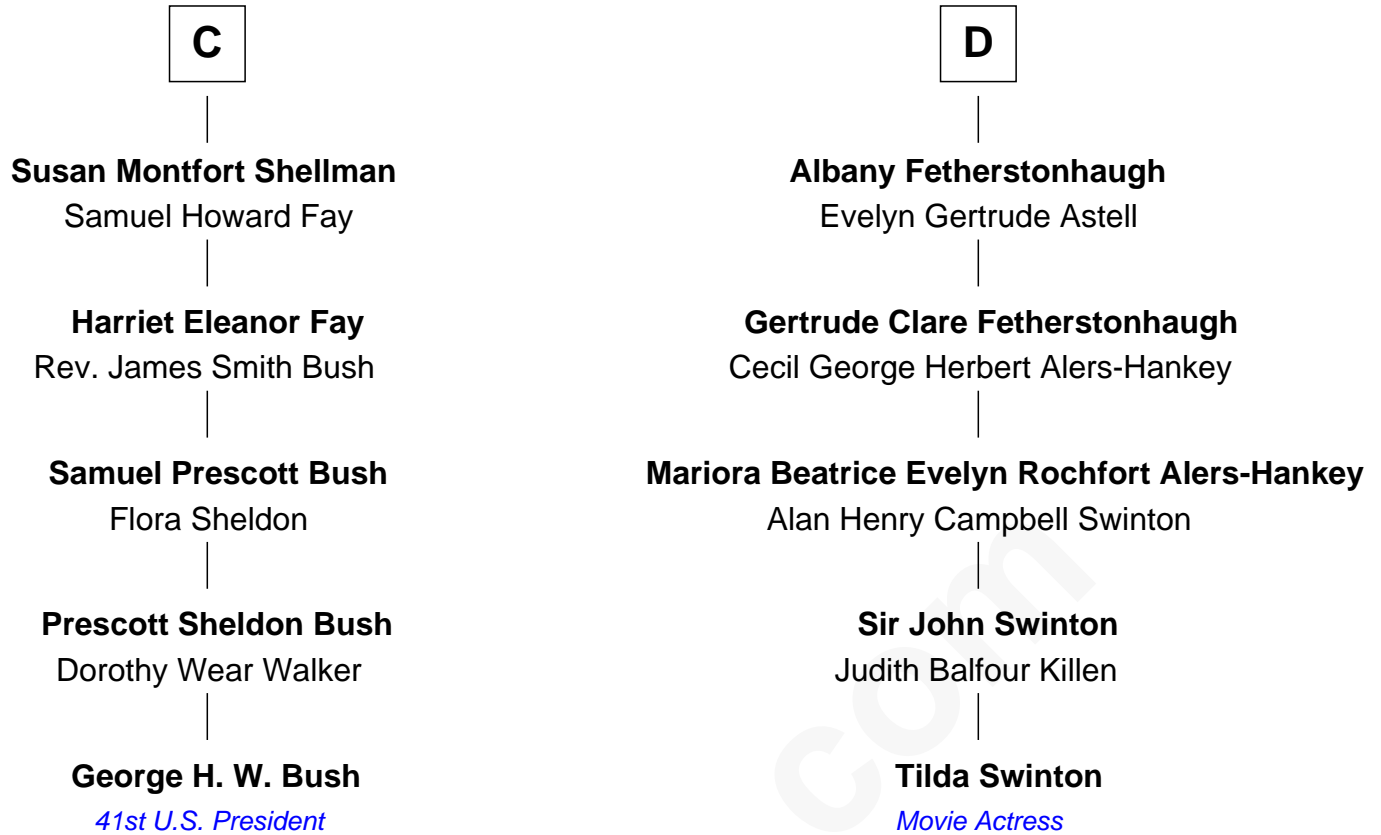 C
Susan Montfort Shellman
Samuel Howard Fay
Harriet Eleanor Fay
Rev. James Smith Bush
Samuel Prescott Bush
Flora Sheldon
Prescott Sheldon Bush
Dorothy Wear Walker
George H. W. Bush
41st U.S. President
D
Albany Fetherstonhaugh
Evelyn Gertrude Astell
Gertrude Clare Fetherstonhaugh
Cecil George Herbert Alers-Hankey
Mariora Beatrice Evelyn Rochfort Alers-Hankey
Alan Henry Campbell Swinton
Sir John Swinton
Judith Balfour Killen
Tilda Swinton
Movie Actress
com